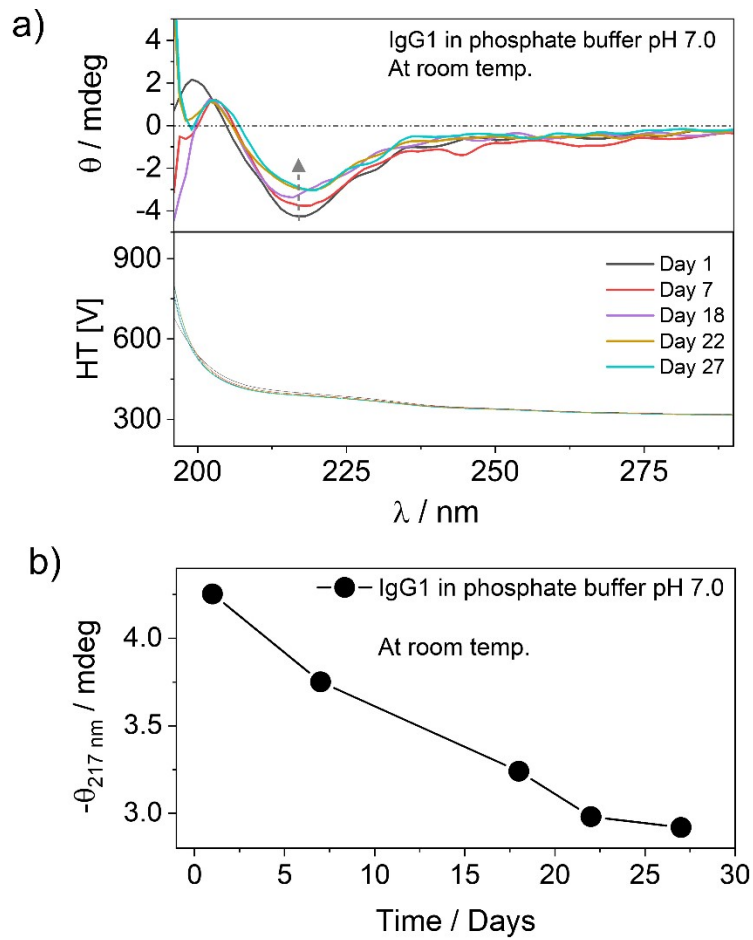 a)
IgG1 in phosphate buffer pH 7.0
At room temp.
4
2
0
-2
-4
θ / mdeg
900
600
300
HT [V]
Day 1
Day 7
Day 18
Day 22
Day 27
200 225 250 275
λ / nm
b)
IgG1 in phosphate buffer pH 7.0
At room temp.
4.0
3.5
3.0
-θ217 nm / mdeg
0 5 10 15 20 25 30
Time / Days